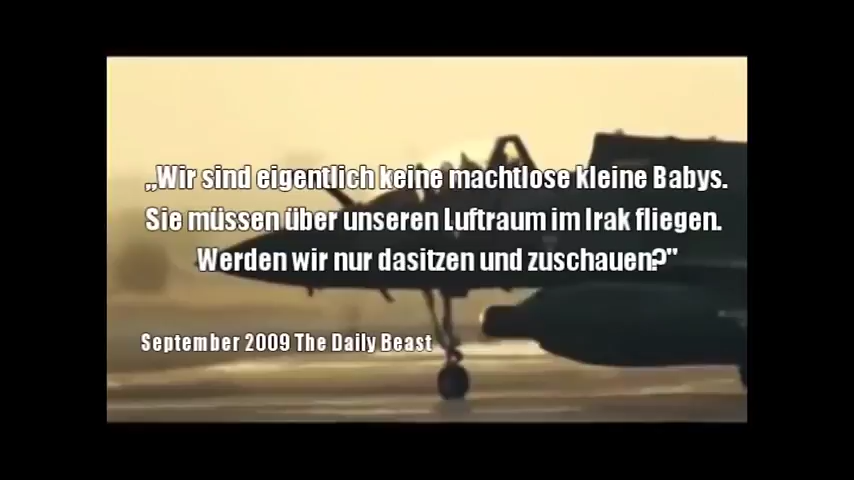 „Wir sind eigentlich keine machtlose kleine Babys.
Sie müssen über unseren Luftraum im Irak fliegen.
Werden wir nur dasitzen und zuschauen?"
September 2009 The Daily Beast